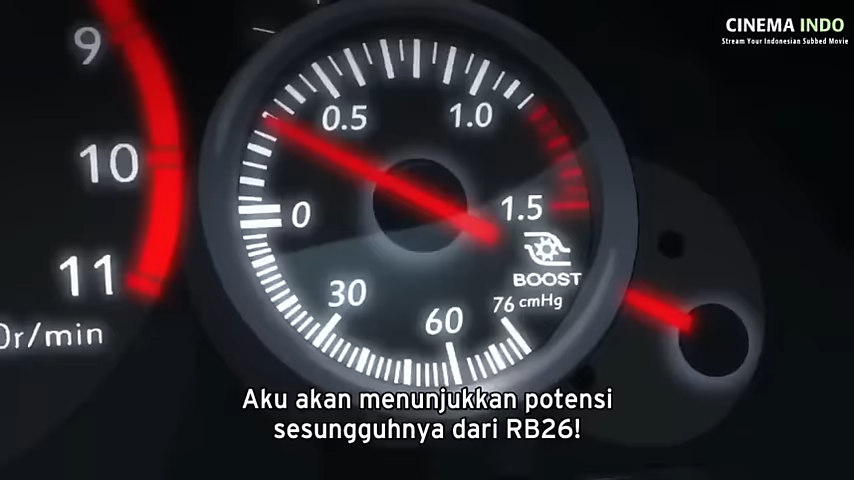 CINEMA INDO
Stream Your Indonesian Subbed Movie
9
10
11
0r/min
0.5
1.0
0
1.5
BOOST
30
60
76 cmHg
Aku akan menunjukkan potensi
sesungguhnya dari RB26!